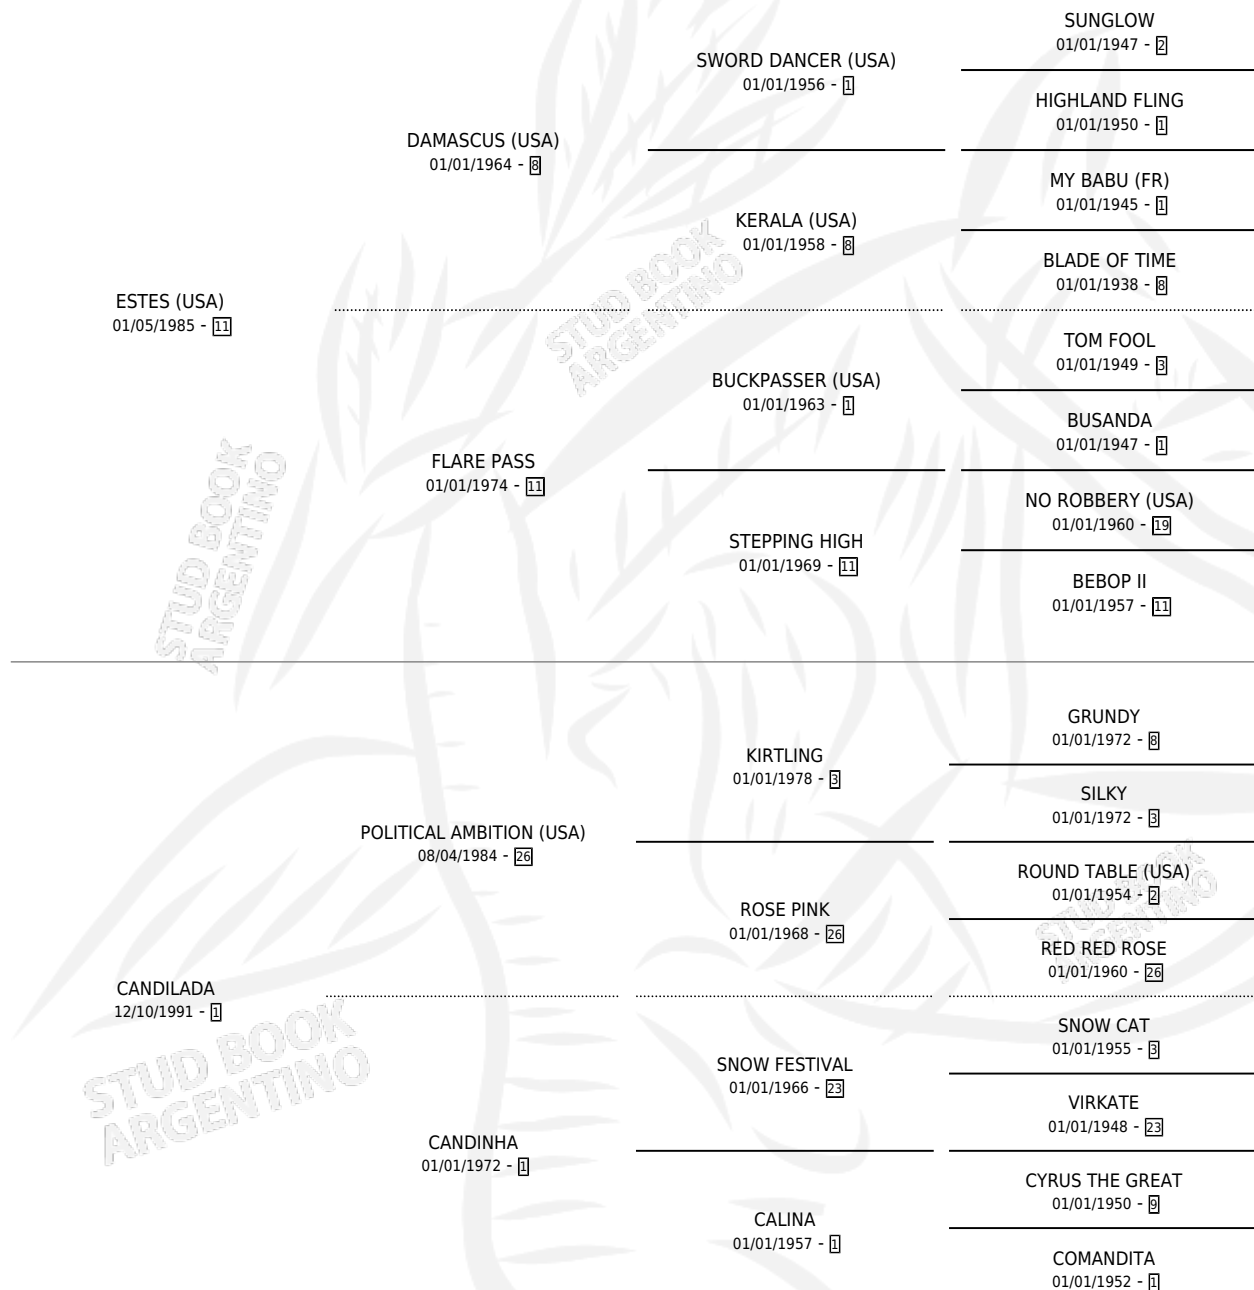 SUNGLOW
01/01/1947 - 2
SWORD DANCER (USA)
01/01/1956 - 1
HIGHLAND FLING
01/01/1950 - 1
DAMASCUS (USA)
01/01/1964 - 8
MY BABU (FR)
01/01/1945 - 1
KERALA (USA)
01/01/1958 - 8
BLADE OF TIME
01/01/1938 - 8
ESTES (USA)
01/05/1985 - 11
TOM FOOL
01/01/1949 - 3
BUCKPASSER (USA)
01/01/1963 - 1
BUSANDA
01/01/1947 - 1
FLARE PASS
01/01/1974 - 11
NO ROBBERY (USA)
01/01/1960 - 19
STEPPING HIGH
01/01/1969 - 11
BEBOP II
01/01/1957 - 11
GRUNDY
01/01/1972 - 8
KIRTLING
01/01/1978 - 3
SILKY
01/01/1972 - 3
POLITICAL AMBITION (USA)
08/04/1984 - 26
ROUND TABLE (USA)
01/01/1954 - 2
ROSE PINK
01/01/1968 - 26
RED RED ROSE
01/01/1960 - 26
CANDILADA
12/10/1991 - 1
SNOW CAT
01/01/1955 - 3
SNOW FESTIVAL
01/01/1966 - 23
VIRKATE
01/01/1948 - 23
CANDINHA
01/01/1972 - 1
CYRUS THE GREAT
01/01/1950 - 9
CALINA
01/01/1957 - 1
COMANDITA
01/01/1952 - 1
STUD BOOK
ARGENTINO
STUD BOOK
ARGENTINO
STUD BOOK
ARGENTINO
STUD BOOK
ARGENTINO